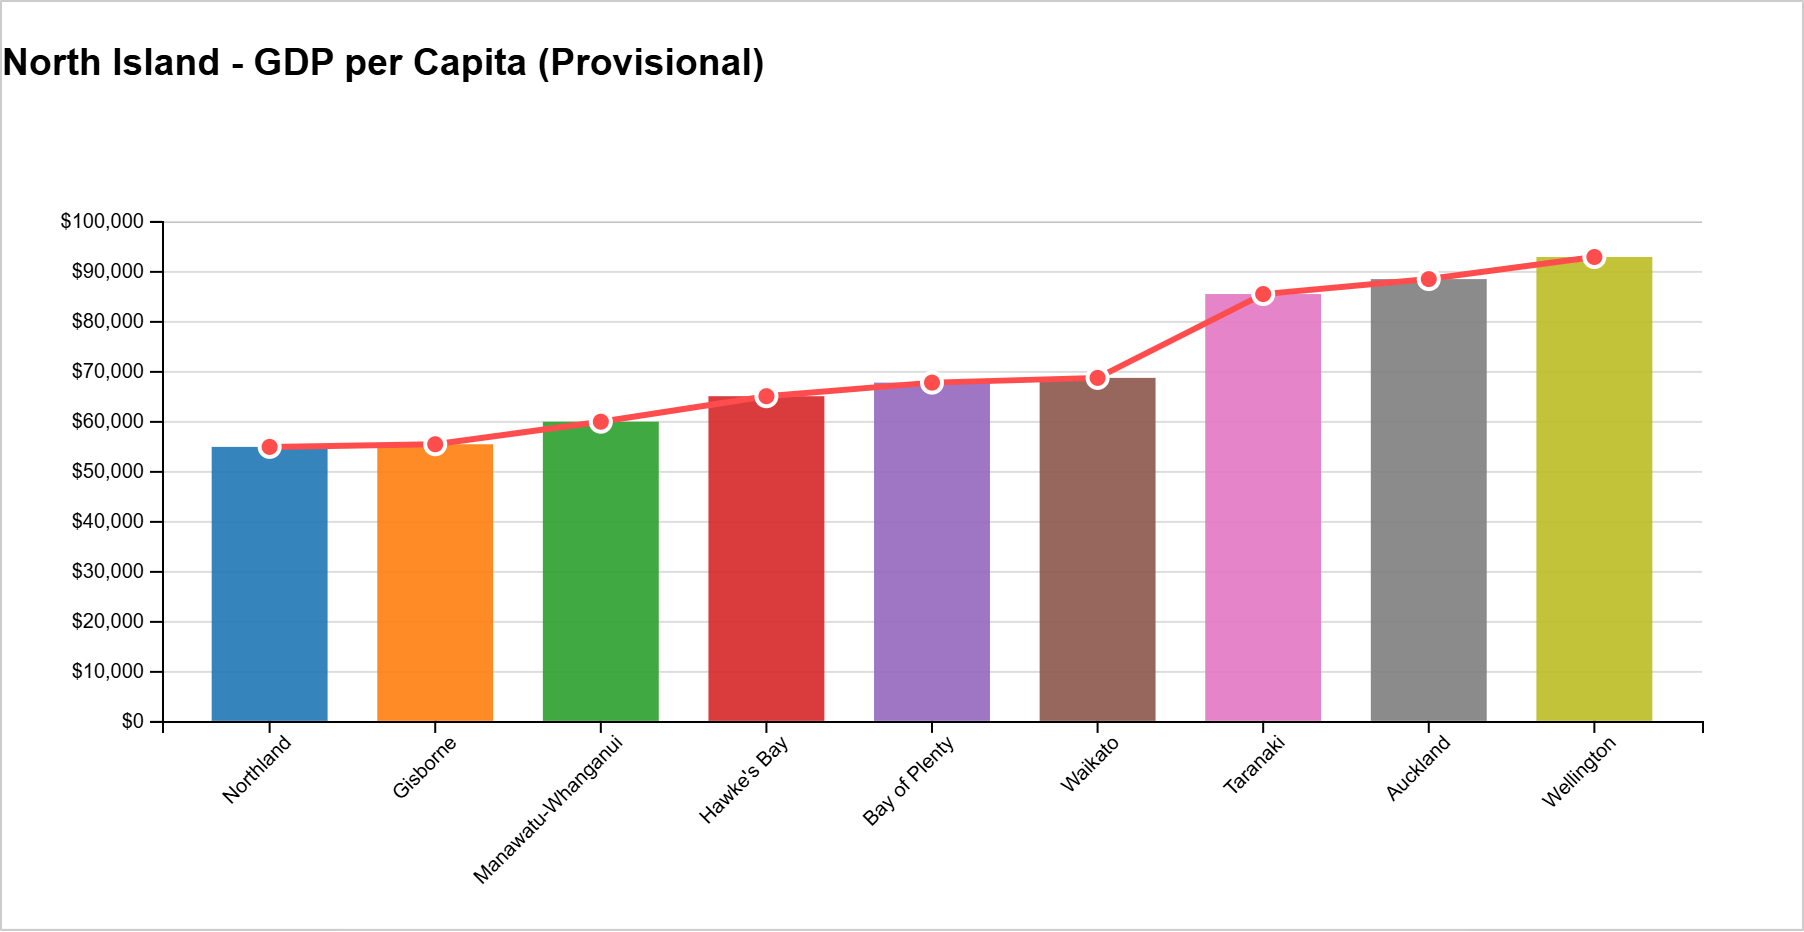 North Island - GDP per Capita (Provisional)
$100,000
$90,000
$80,000
$70,000
$60,000
$50,000
$40,000
$30,000
$20,000
$10,000
$0
Northland
Gisborne
Manawatu-Whanganui
Hawke's Bay
Bay of Plenty
Waikato
Taranaki
Auckland
Wellington